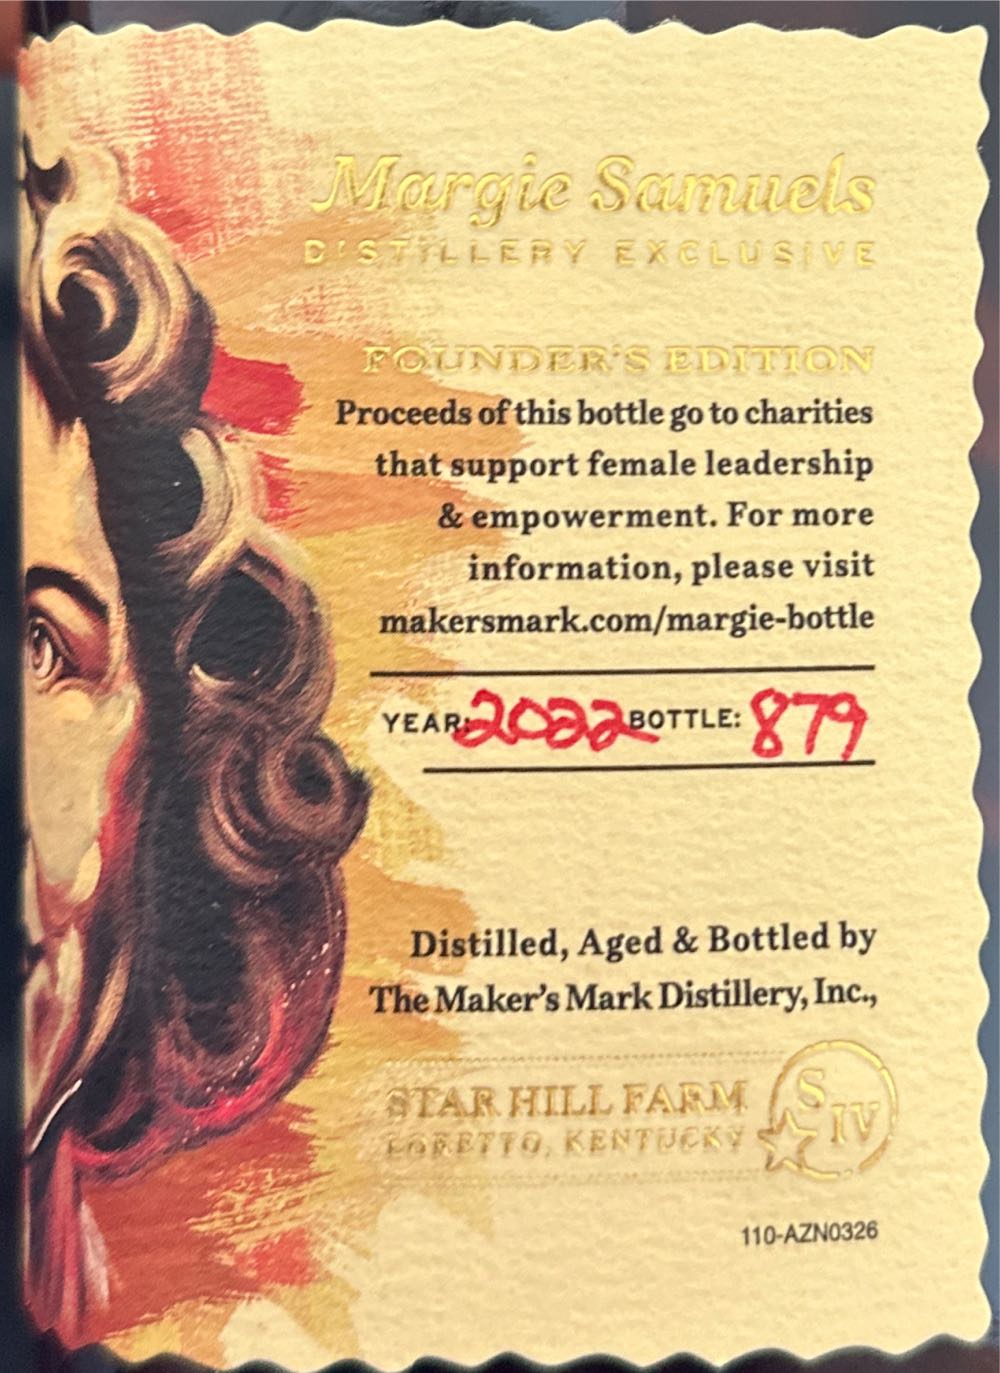 Margie Samuels
DISTILLERY EXCLUSIVE
FOUNDER'S EDITION
Proceeds of this bottle go to charities
that support female leadership
& empowerment. For more
information, please visit
makersmark.com/margie-bottle
YEAR: 2022 BOTTLE: 879
Distilled, Aged & Bottled by
The Maker's Mark Distillery, Inc.,
STAR HILL FARM
LORETTO, KENTUCKY
S IV
110-AZN0326